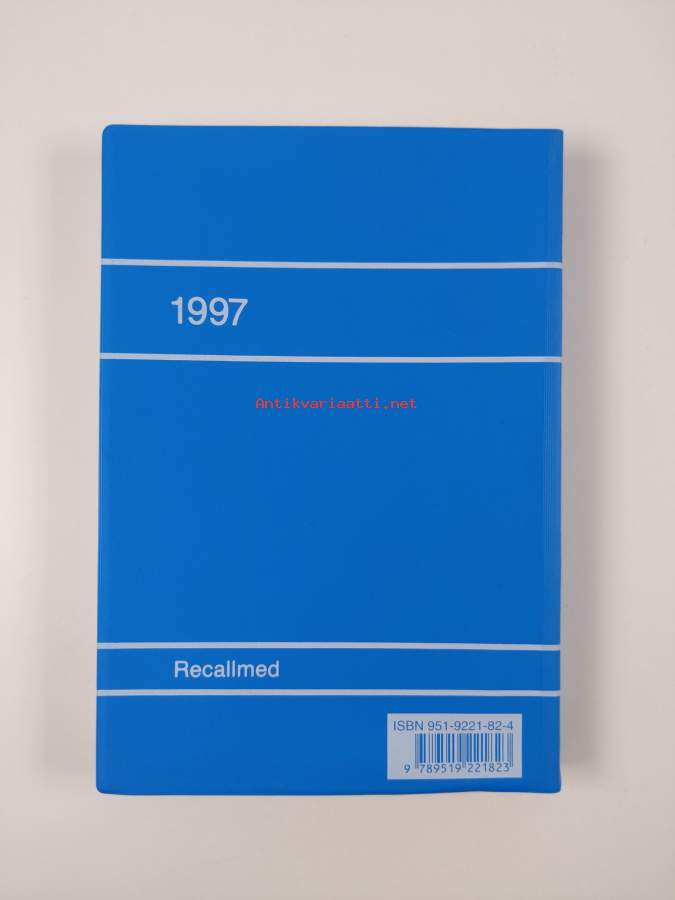 1997
Antikvariaatti.net
Recallmed
ISBN 951-9221-82-4
9 789519 221823